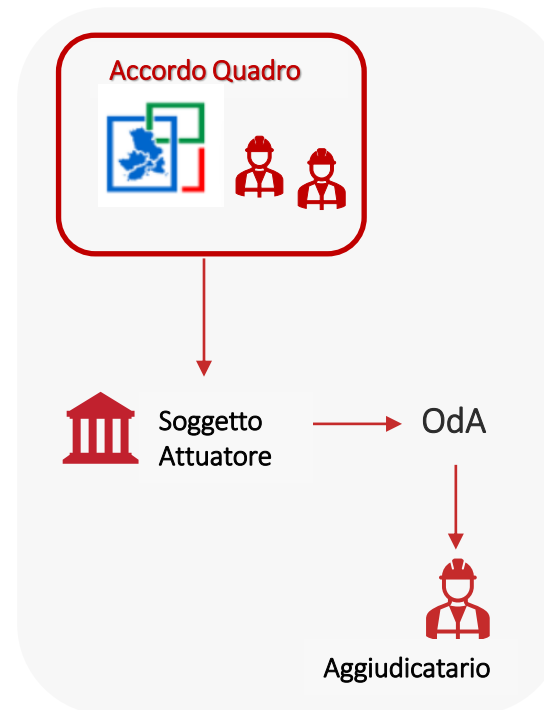 Accordo Quadro
Soggetto
Attuatore
OdA
Aggiudicatario